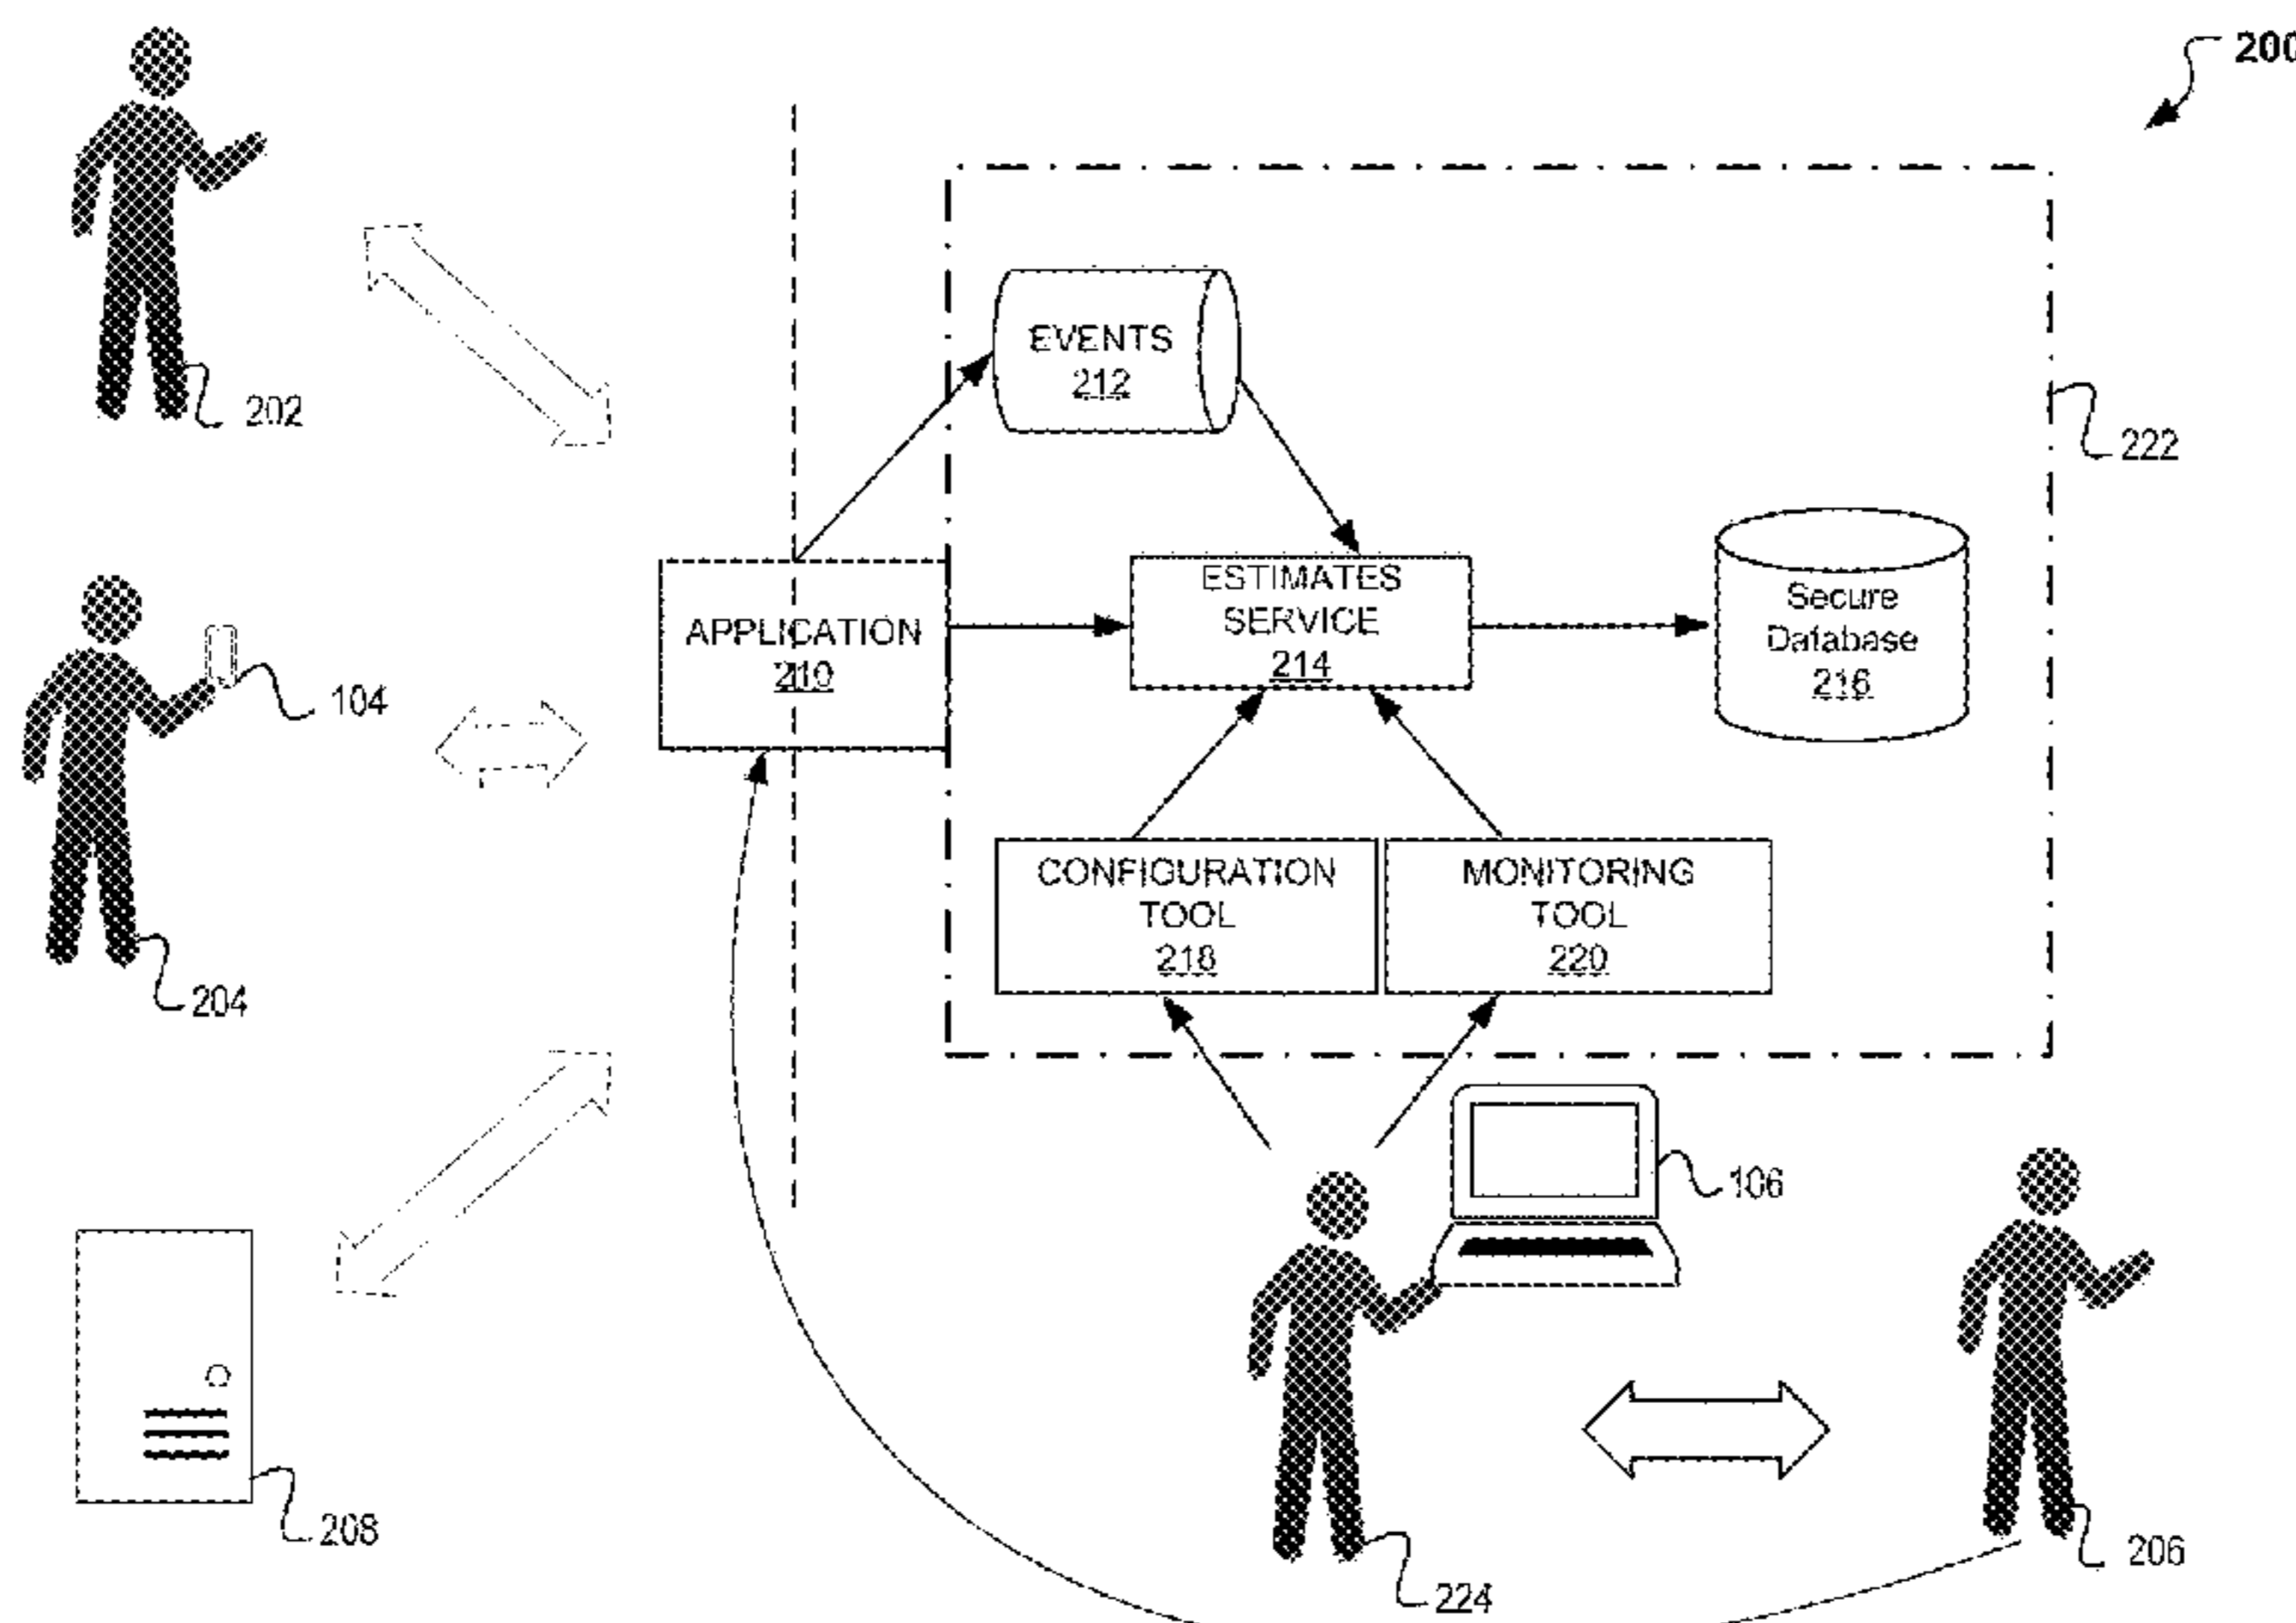 200
EVENTS
212
202
222
ESTIMATES
SERVICE
214
APPLICATION
210
Secure
Database
216
104
CONFIGURATION
TOOL
218
MONITORING
TOOL
220
204
106
208
224
206